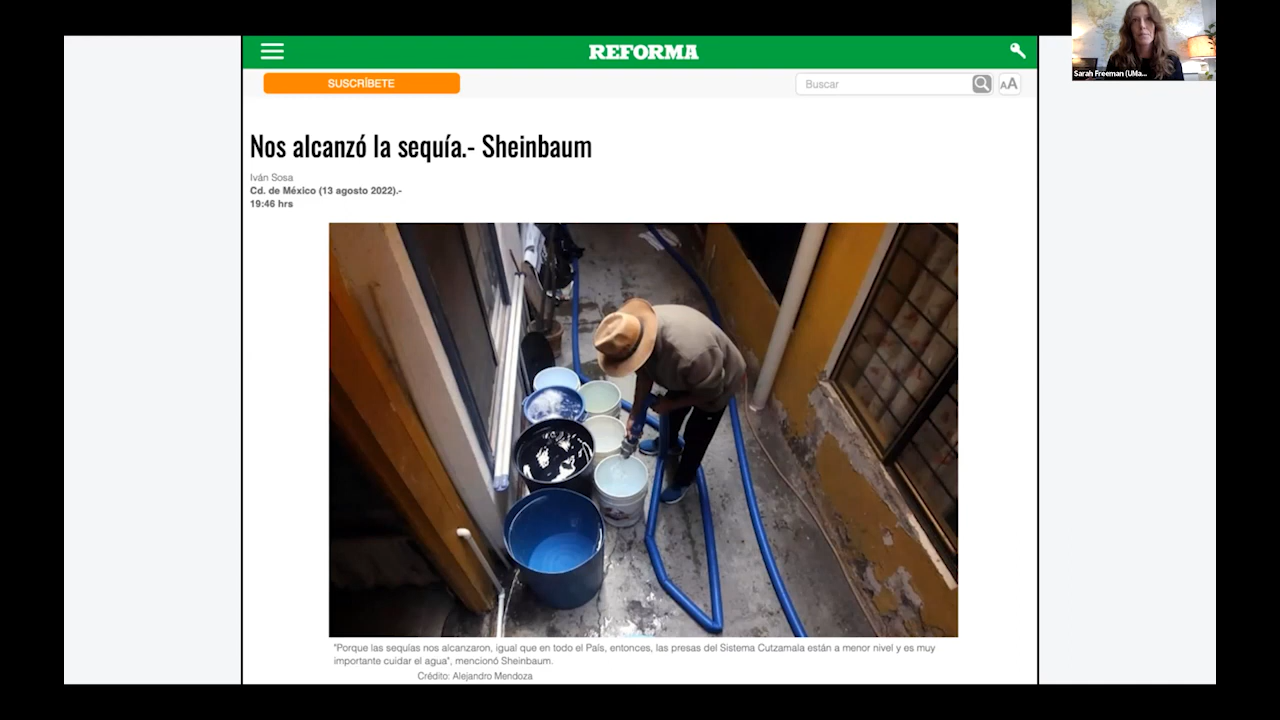 REFORMA
Sarah Freeman (UMa...
SUSCRÍBETE
Buscar
AA
Nos alcanzó la sequía.- Sheinbaum
Iván Sosa
Cd. de México (13 agosto 2022).-
19:46 hrs
"Porque las sequías nos alcanzaron, igual que en todo el País, entonces, las presas del Sistema Cutzamala están a menor nivel y es muy
importante cuidar el agua", mencionó Sheinbaum.
Crédito: Alejandro Mendoza